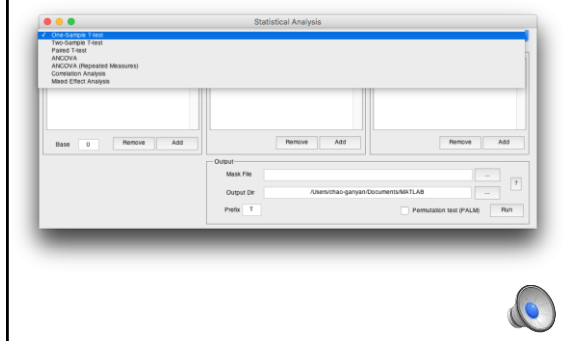 Statistical Analysis
✓ One-Sample T-test
Two-Sample T-test
Paired T-test
ANCOVA
ANCOVA (Repeated Measures)
Correlation Analysis
Mixed Effect Analysis
Base 0 Remove Add Remove Add Remove Add
Output
Mask File ...
?
Output Dir /Users/chao-ganyan/Documents/MATLAB ...
Prefix T Permutation test (PALM) Run